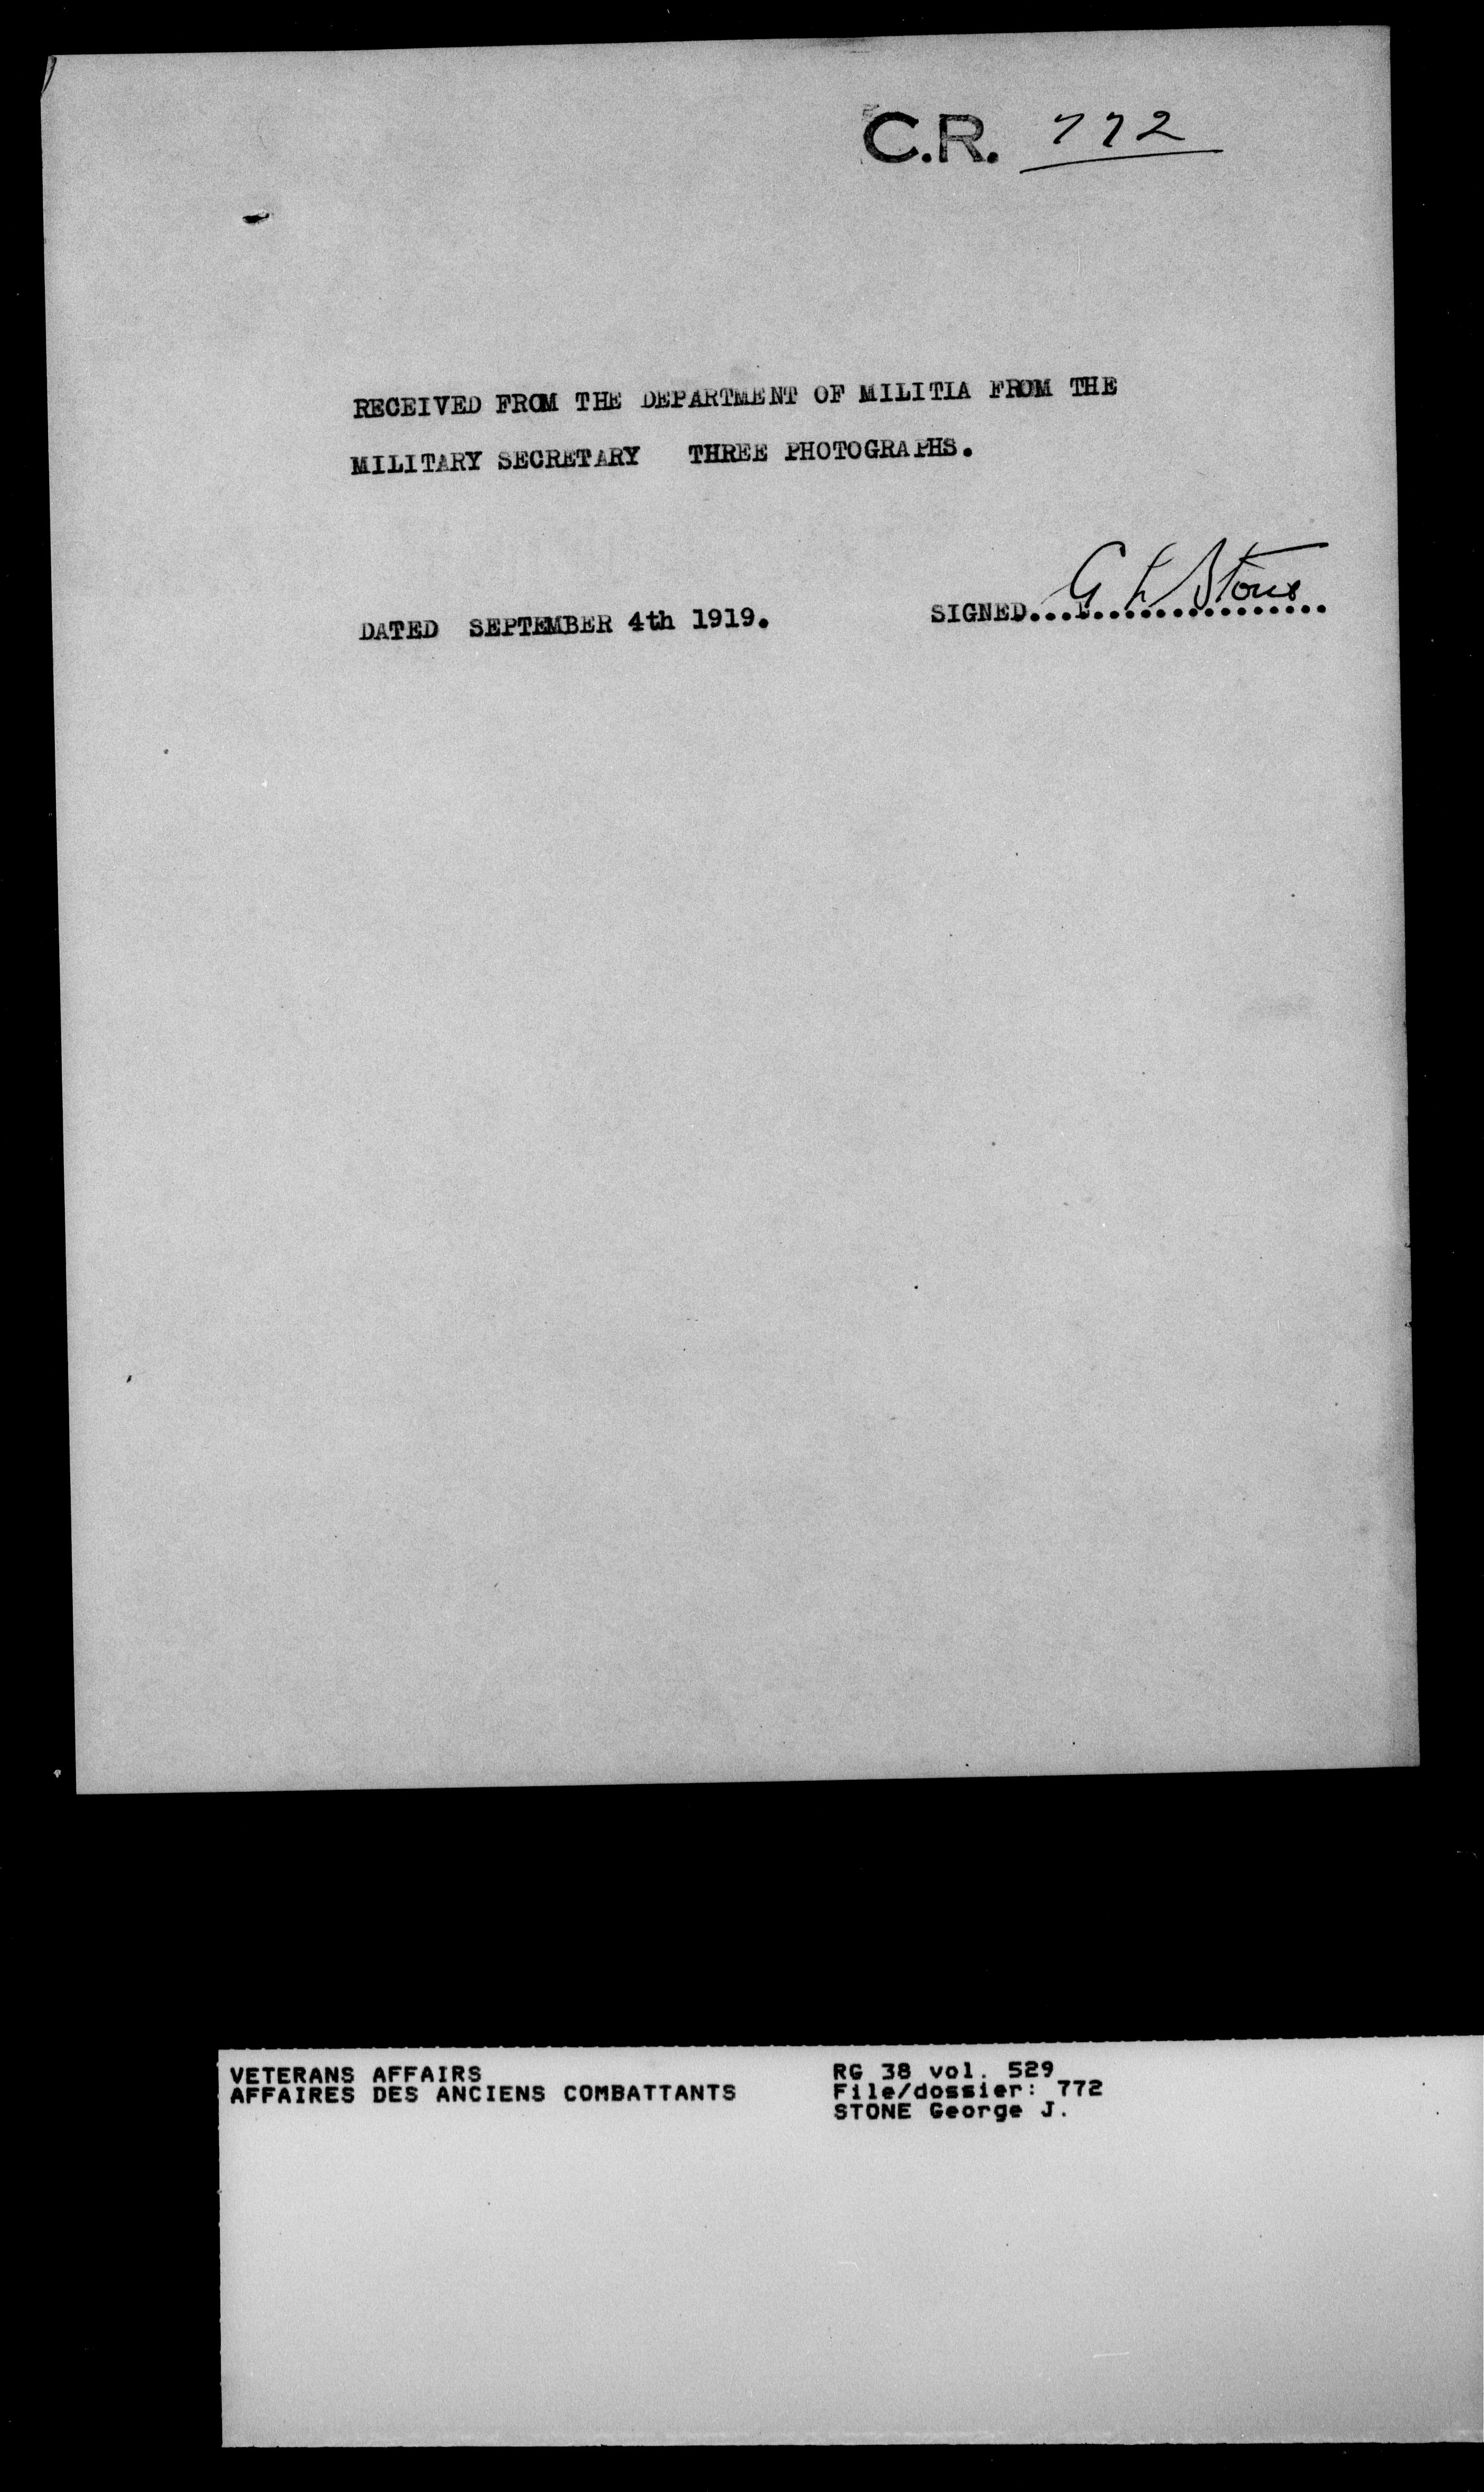 C.R. 772
RECEIVED FROM THE DEPARTMENT OF MILITIA FROM THE
MILITARY SECRETARY THREE PHOTOGRAPHS.
DATED SEPTEMBER 4th 1919. SIGNED.................. G L Stone
VETERANS AFFAIRS
AFFAIRES DES ANCIENS COMBATTANTS
RG 38 vol. 529
File/dossier: 772
STONE George J.